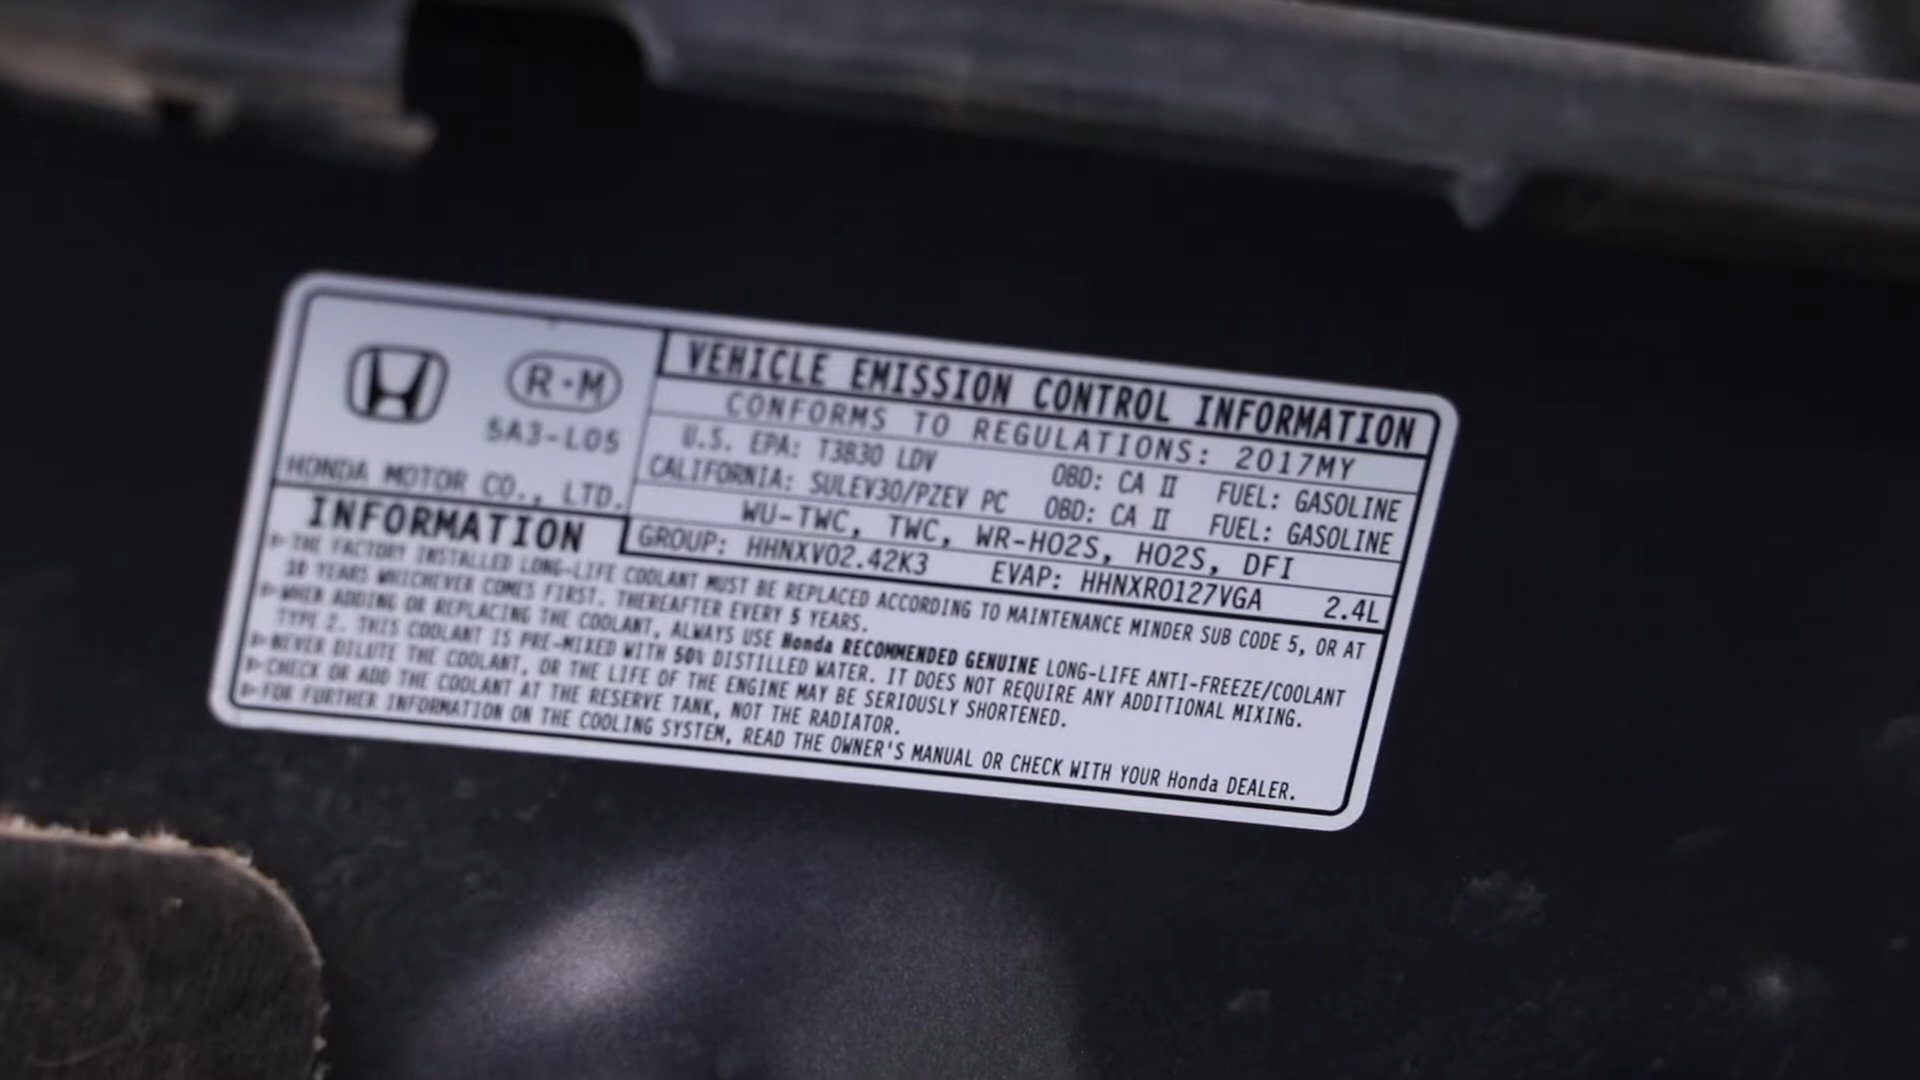 R·M
5A3-L05
HONDA MOTOR CO., LTD.
VEHICLE EMISSION CONTROL INFORMATION
CONFORMS TO REGULATIONS: 2017MY
U.S. EPA: T3B30 LDV OBD: CA II FUEL: GASOLINE
CALIFORNIA: SULEV30/PZEV PC OBD: CA II FUEL: GASOLINE
WU-TWC, TWC, WR-HO2S, HO2S, DFI
GROUP: HHNXV02.42K3 EVAP: HHNXR0127VGA 2.4L
INFORMATION
▷THE FACTORY INSTALLED LONG-LIFE COOLANT MUST BE REPLACED ACCORDING TO MAINTENANCE MINDER SUB CODE 5, OR AT
10 YEARS WHICHEVER COMES FIRST. THEREAFTER EVERY 5 YEARS.
▷WHEN ADDING OR REPLACING THE COOLANT, ALWAYS USE Honda RECOMMENDED GENUINE LONG-LIFE ANTI-FREEZE/COOLANT
TYPE 2. THIS COOLANT IS PRE-MIXED WITH 50% DISTILLED WATER. IT DOES NOT REQUIRE ANY ADDITIONAL MIXING.
▷NEVER DILUTE THE COOLANT, OR THE LIFE OF THE ENGINE MAY BE SERIOUSLY SHORTENED.
▷CHECK OR ADD THE COOLANT AT THE RESERVE TANK, NOT THE RADIATOR.
▷FOR FURTHER INFORMATION ON THE COOLING SYSTEM, READ THE OWNER'S MANUAL OR CHECK WITH YOUR Honda DEALER.